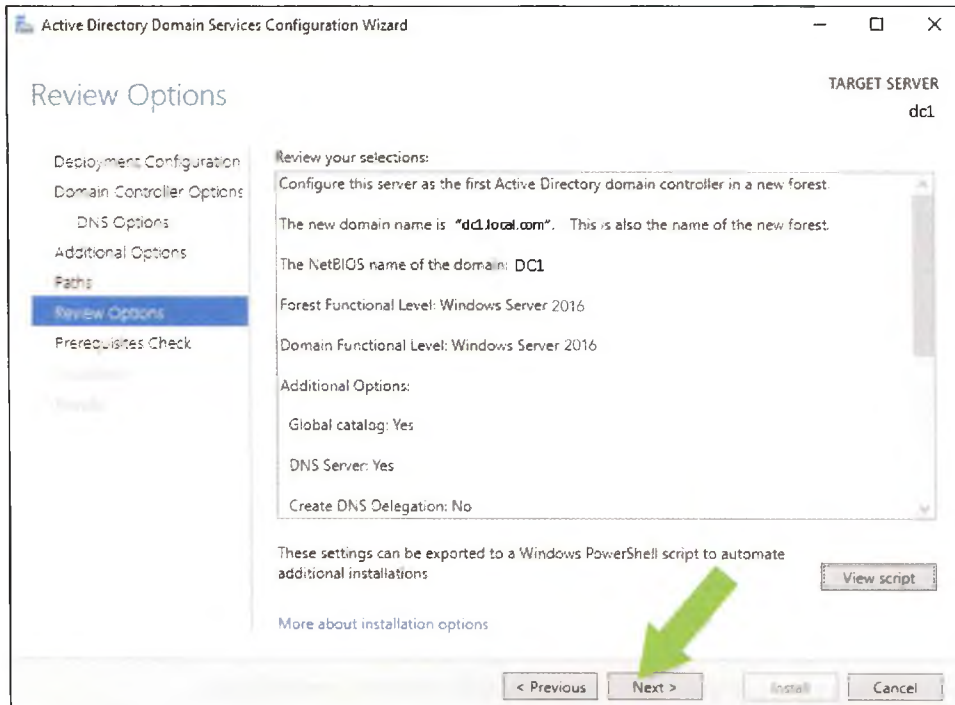 Active Directory Domain Services Configuration Wizard
Review Options
TARGET SERVER
dc1
Deployment Configuration
Domain Controller Options
DNS Options
Additional Options
Paths
Review Options
Prerequisites Check
Review your selections:
Configure this server as the first Active Directory domain controller in a new forest.
The new domain name is "dc1.local.com". This is also the name of the new forest.
The NetBIOS name of the domain: DC1
Forest Functional Level: Windows Server 2016
Domain Functional Level: Windows Server 2016
Additional Options:
Global catalog: Yes
DNS Server: Yes
Create DNS Delegation: No
These settings can be exported to a Windows PowerShell script to automate
additional installations
View script
More about installation options
< Previous
Next >
Install
Cancel